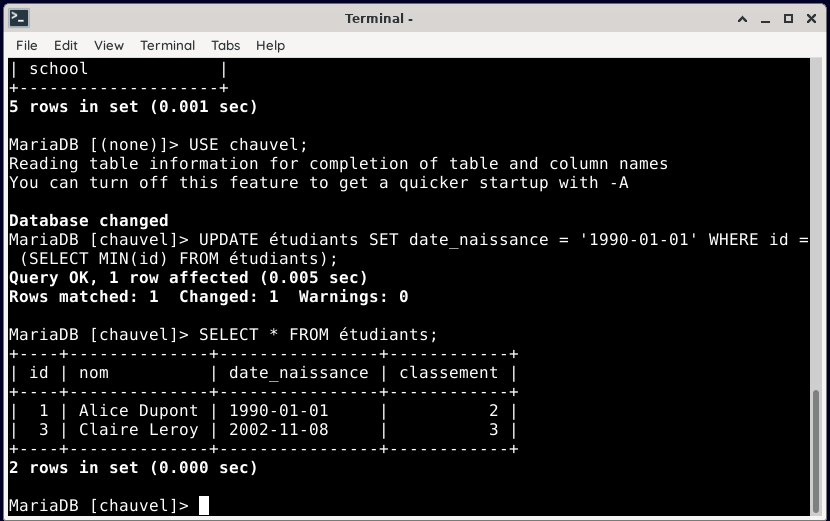 Terminal -
File Edit View Terminal Tabs Help
| school             |
+--------------------+
5 rows in set (0.001 sec)
MariaDB [(none)]> USE chauvel;
Reading table information for completion of table and column names
You can turn off this feature to get a quicker startup with -A
Database changed
MariaDB [chauvel]> UPDATE étudiants SET date_naissance = '1990-01-01' WHERE id =
 (SELECT MIN(id) FROM étudiants);
Query OK, 1 row affected (0.005 sec)
Rows matched: 1  Changed: 1  Warnings: 0
MariaDB [chauvel]> SELECT * FROM étudiants;
+----+--------------+----------------+------------+
| id | nom          | date_naissance | classement |
+----+--------------+----------------+------------+
|  1 | Alice Dupont | 1990-01-01     |          2 |
|  3 | Claire Leroy | 2002-11-08     |          3 |
+----+--------------+----------------+------------+
2 rows in set (0.000 sec)
MariaDB [chauvel]>